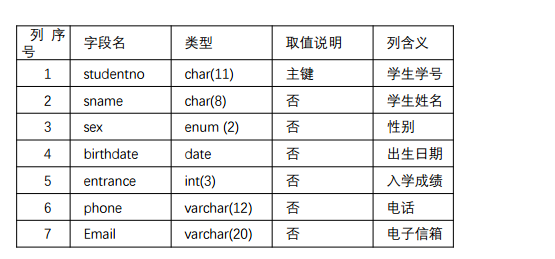 列序号 字段名 类型 取值说明 列含义
1 studentno char(11) 主键 学生学号
2 sname char(8) 否 学生姓名
3 sex enum (2) 否 性别
4 birthdate date 否 出生日期
5 entrance int(3) 否 入学成绩
6 phone varchar(12) 否 电话
7 Email varchar(20) 否 电子信箱